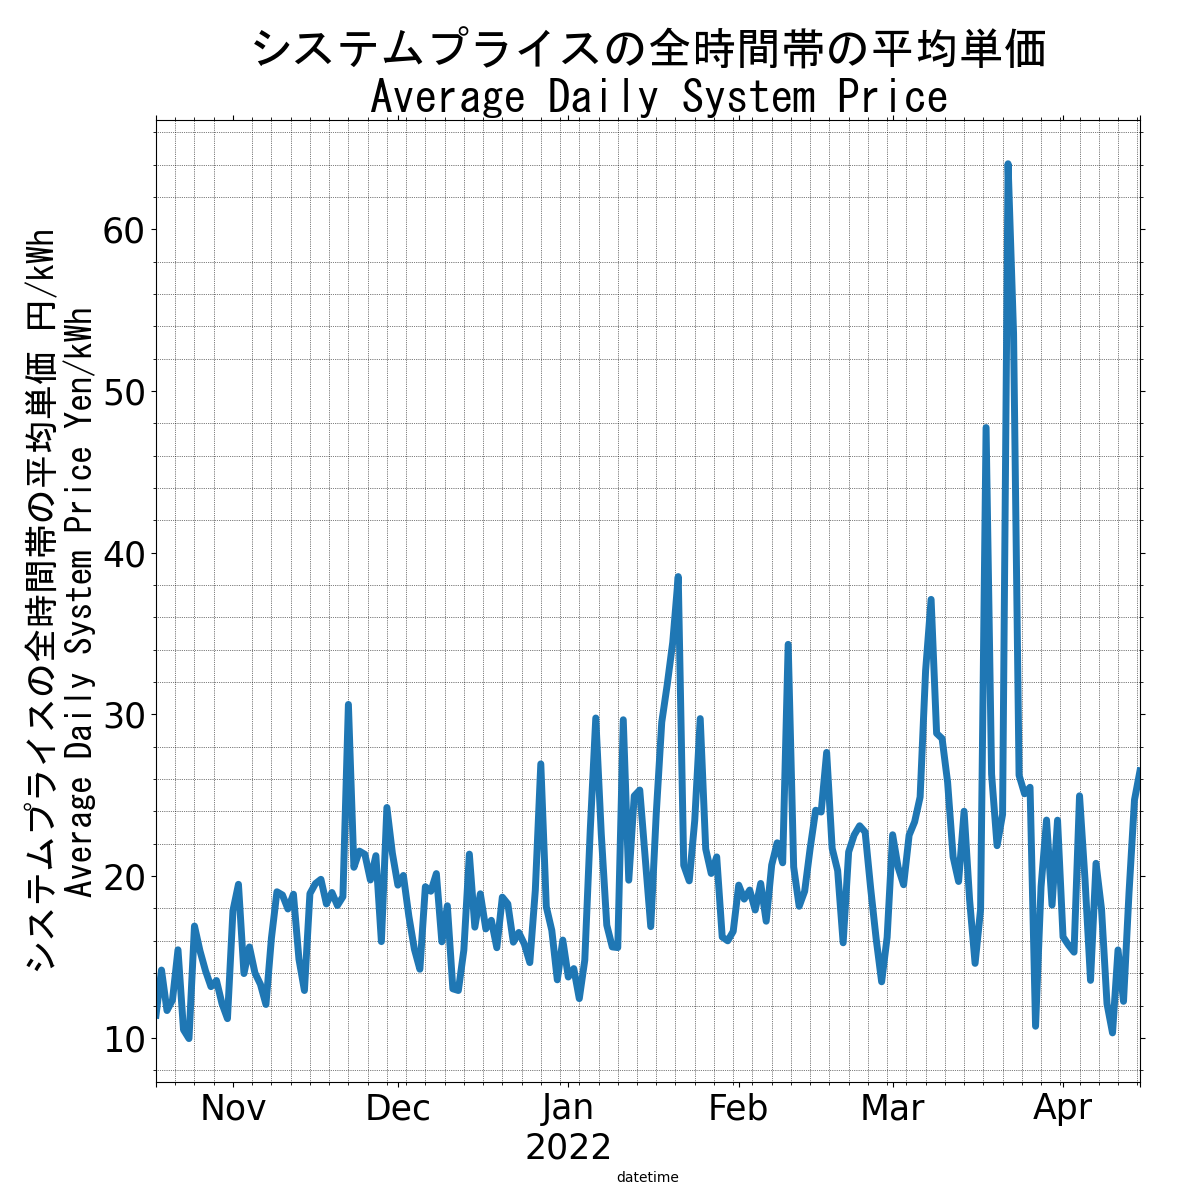 システムプライスの全時間帯の平均単価
Average Daily System Price
システムプライスの全時間帯の平均単価 円/kWh
Average Daily System Price Yen/kWh
60
50
40
30
20
10
Nov
Dec
Jan
2022
Feb
Mar
Apr
datetime